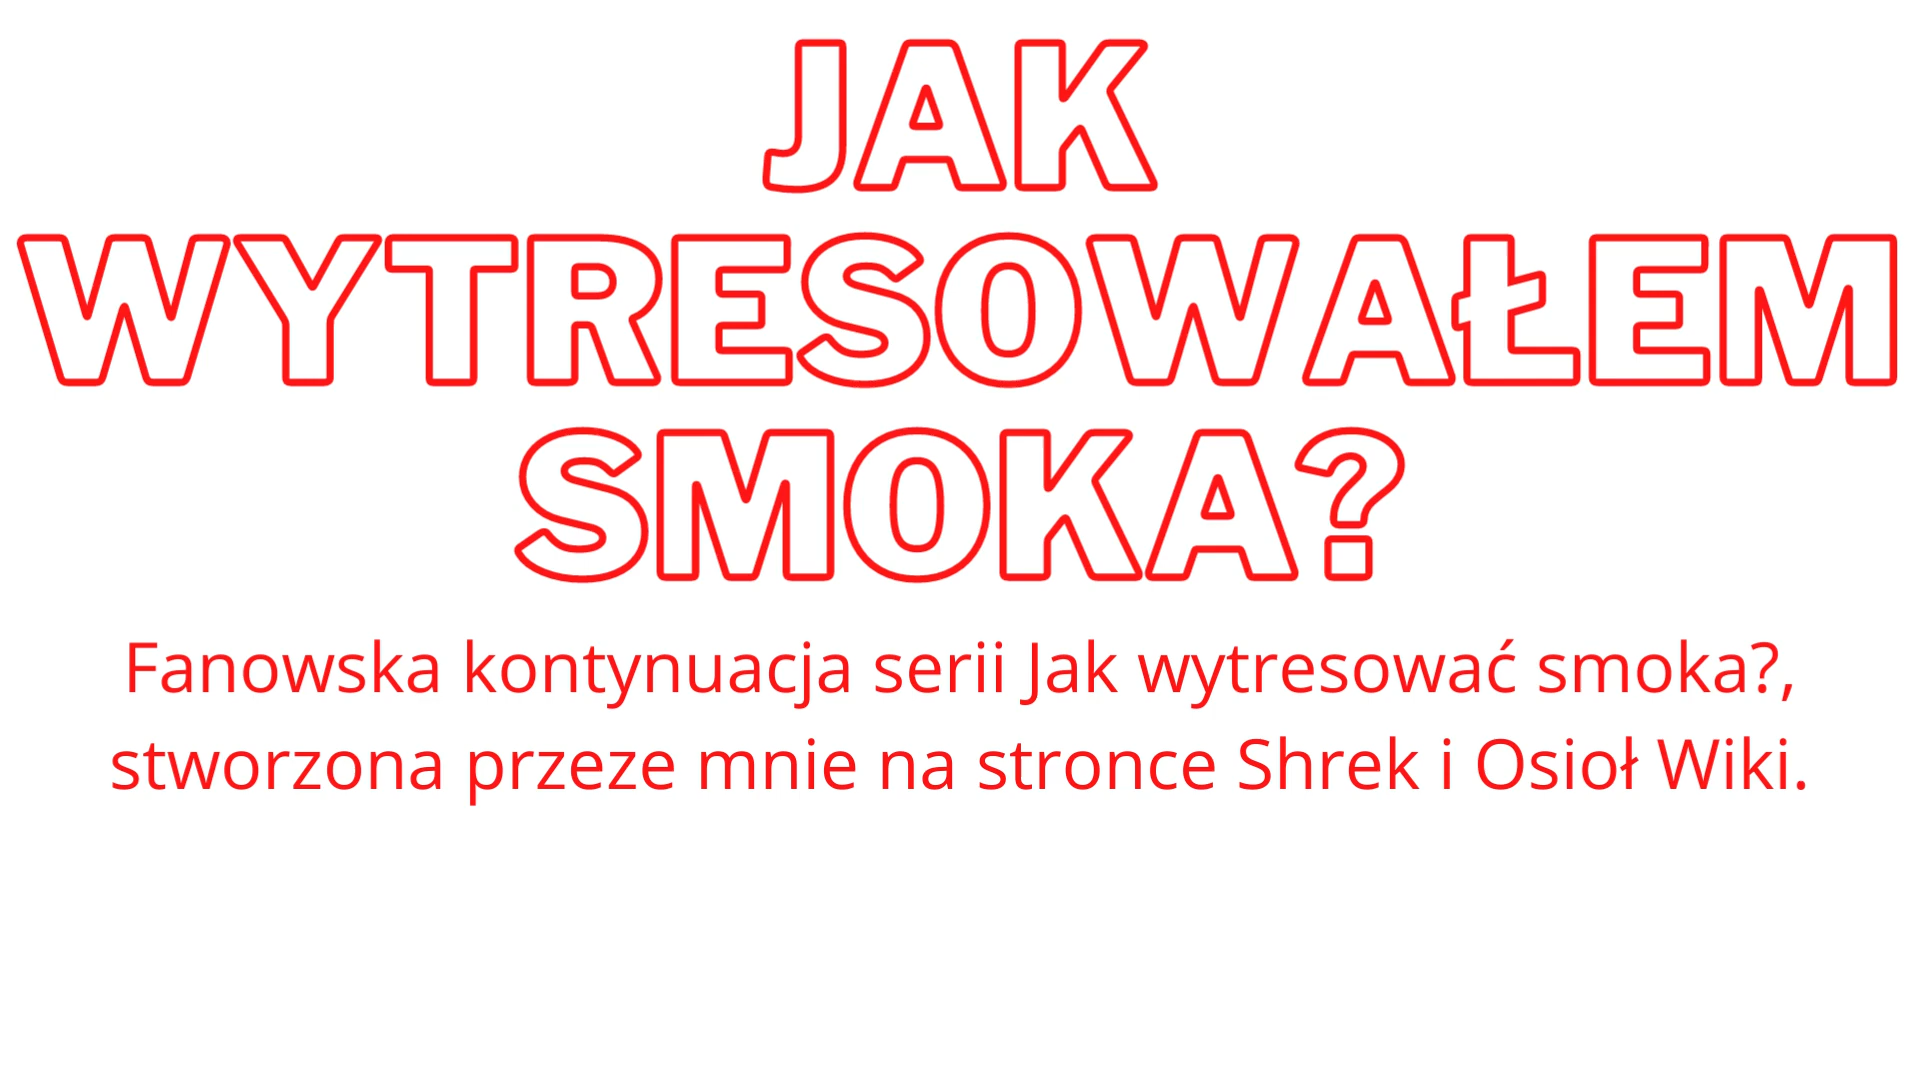 JAK
WYTRESOWAŁEM
SMOKA?
Fanowska kontynuacja serii Jak wytresować smoka?,
stworzona przeze mnie na stronce Shrek i Osioł Wiki.